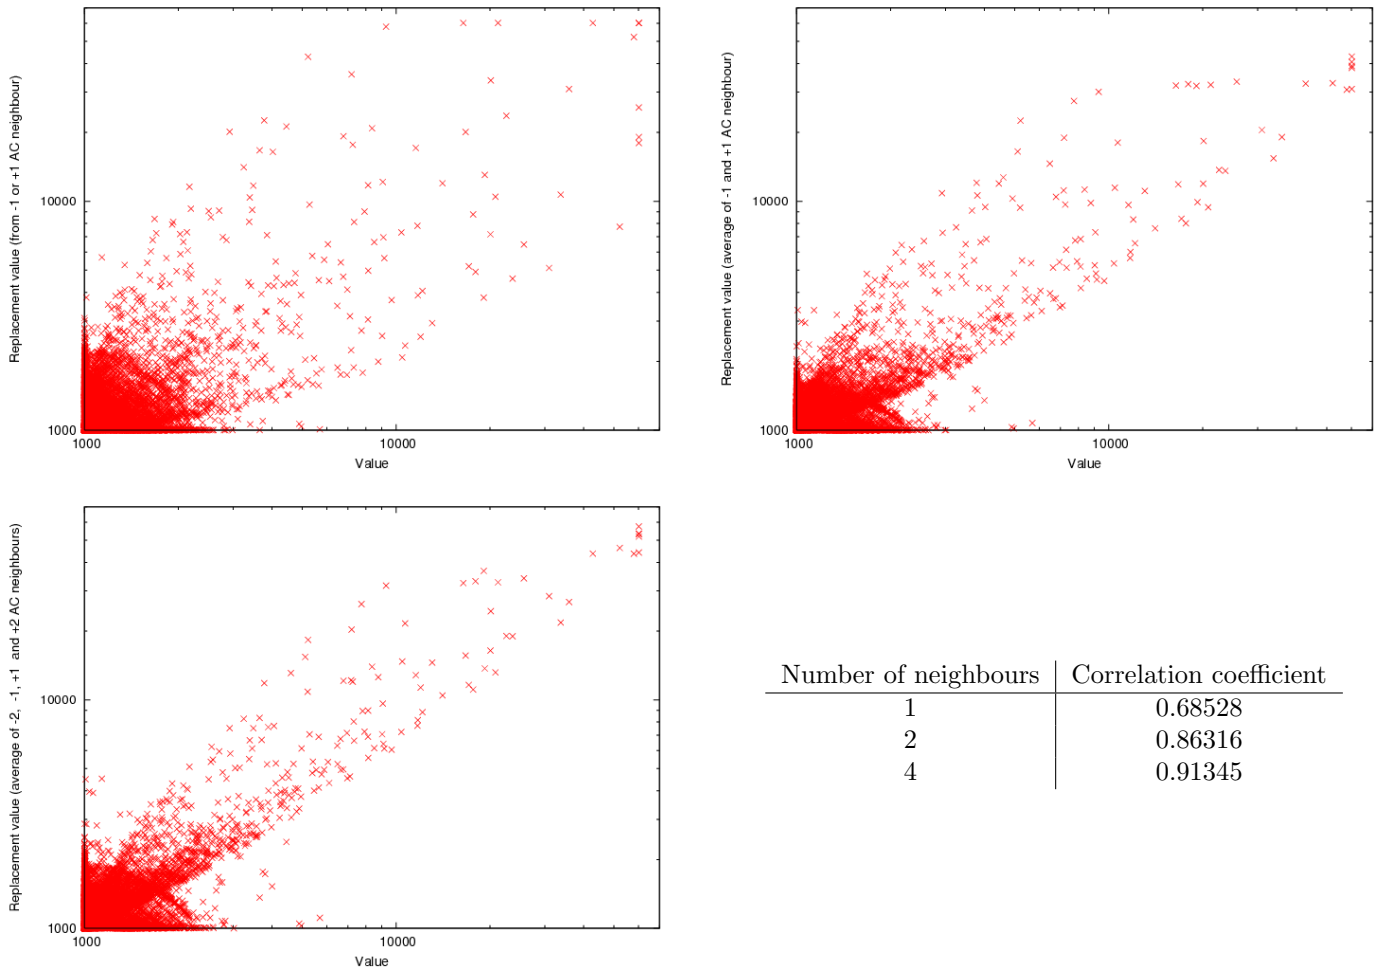 Replacement value (from -1 or +1 AC neighbour)
10000
1000
1000 10000
Value
Replacement value (average of -1 and +1 AC neighbour)
10000
1000
1000 10000
Value
Replacement value (average of -2, -1, +1 and +2 AC neighbours)
10000
1000
1000 10000
Value
Number of neighbours Correlation coefficient
1 0.68528
2 0.86316
4 0.91345